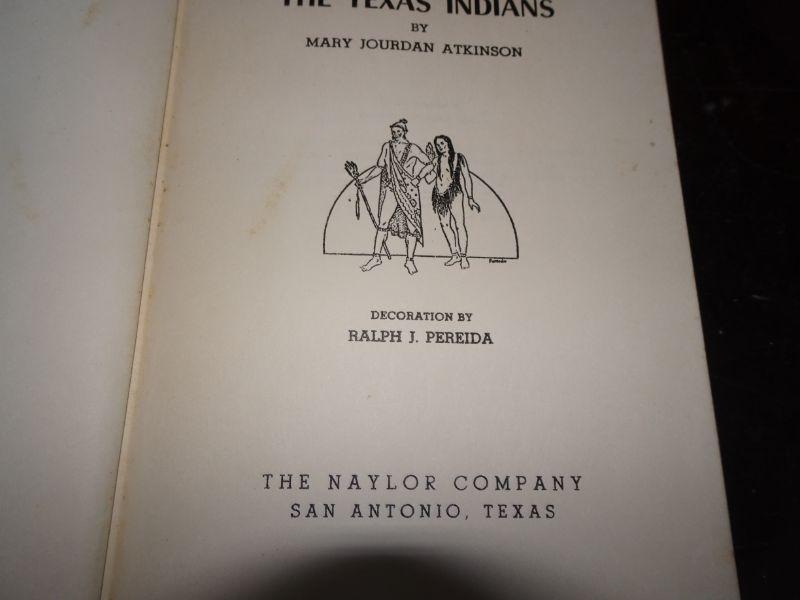 THE TEXAS INDIANS
BY
MARY JOURDAN ATKINSON
DECORATION BY
RALPH J. PEREIDA
THE NAYLOR COMPANY
SAN ANTONIO, TEXAS